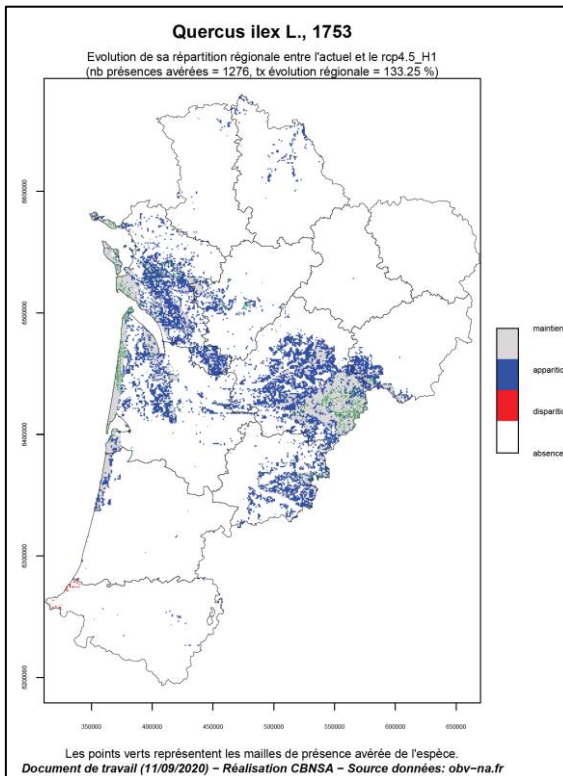 Quercus ilex L., 1753
Evolution de sa répartition régionale entre l'actuel et le rcp4.5_H1
(nb présences avérées = 1276, tx évolution régionale = 133.25 %)
6600000
6500000
6400000
6300000
6200000
350000 400000 450000 500000 550000 600000 650000
maintien
apparition
disparition
absence
Les points verts représentent les mailles de présence avérée de l'espèce.
Document de travail (11/09/2020) − Réalisation CBNSA − Source données: obv−na.fr